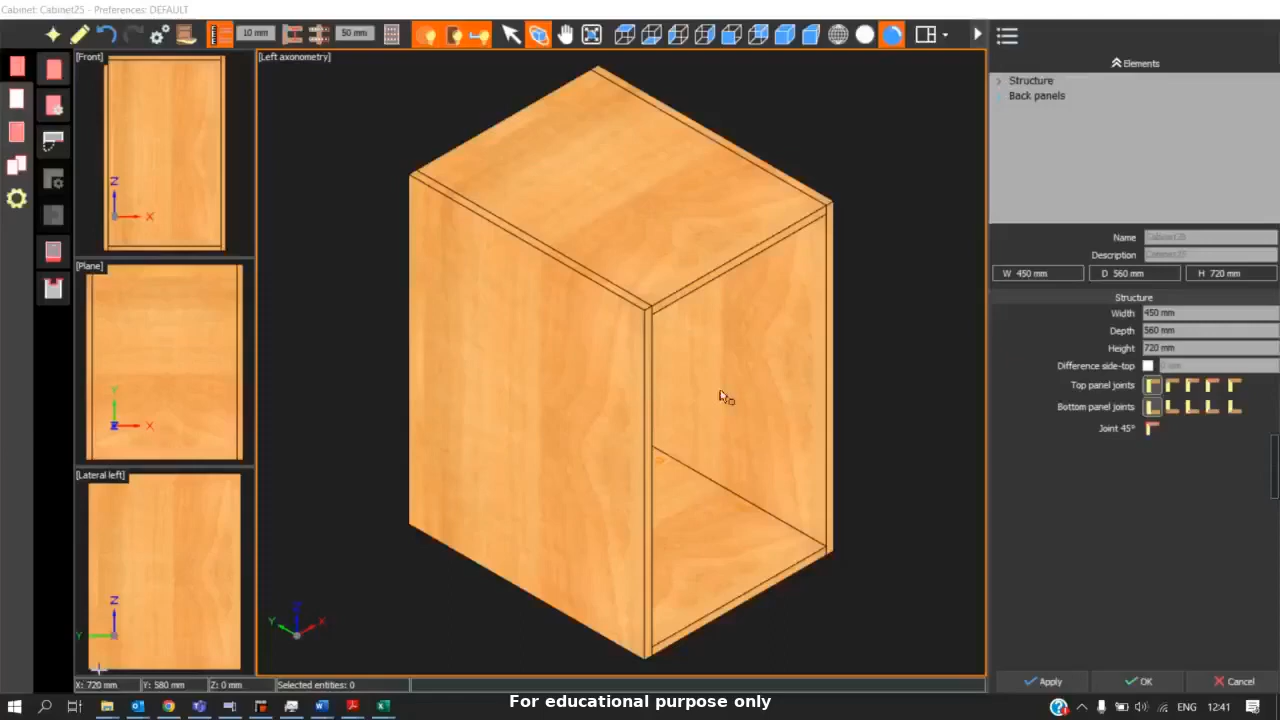 Cabinet: Cabinet25 - Preferences: DEFAULT
10 mm
50 mm
[Front]
Z
X
[Plane]
Y
Z
X
[Lateral left]
Z
Y
[Left axonometry]
Z
Y
X
Elements
Structure
Back panels
Name Cabinet25
Description Cabinet25
W 450 mm
D 560 mm
H 720 mm
Structure
Width 450 mm
Depth 560 mm
Height 720 mm
Difference side-top
Top panel joints
Bottom panel joints
Joint 45°
Apply
OK
Cancel
X: 720 mm
Y: 580 mm
Z: 0 mm
Selected entities: 0
For educational purpose only
ENG
12:41